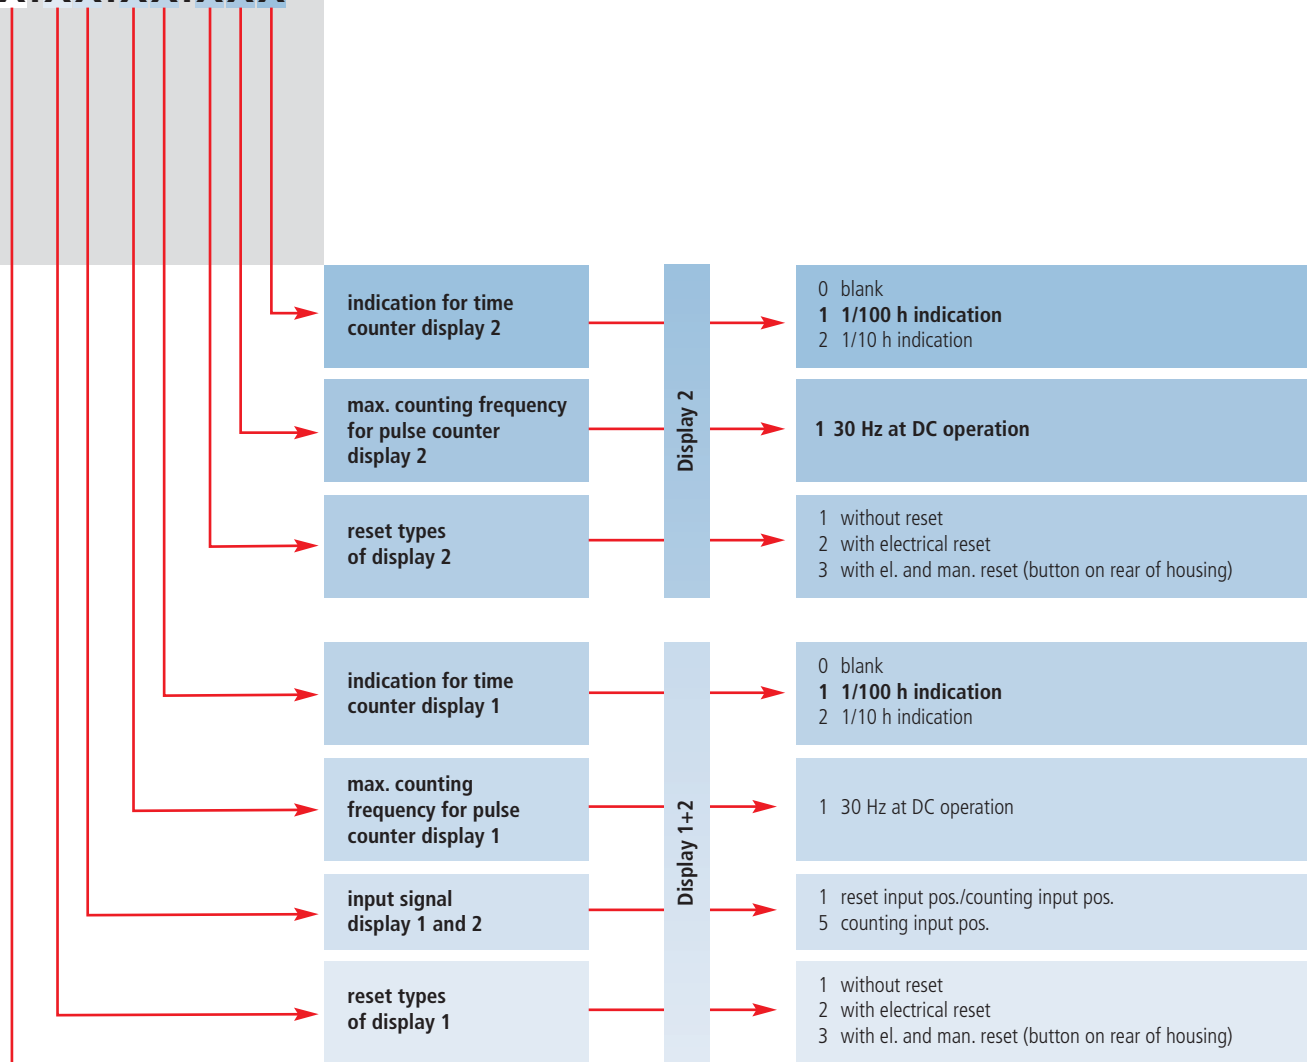 indication for time
counter display 2
0 blank
1 1/100 h indication
2 1/10 h indication
max. counting frequency
for pulse counter
display 2
1 30 Hz at DC operation
Display 2
reset types
of display 2
1 without reset
2 with electrical reset
3 with el. and man. reset (button on rear of housing)
indication for time
counter display 1
0 blank
1 1/100 h indication
2 1/10 h indication
max. counting
frequency for pulse
counter display 1
1 30 Hz at DC operation
Display 1+2
input signal
display 1 and 2
1 reset input pos./counting input pos.
5 counting input pos.
reset types
of display 1
1 without reset
2 with electrical reset
3 with el. and man. reset (button on rear of housing)